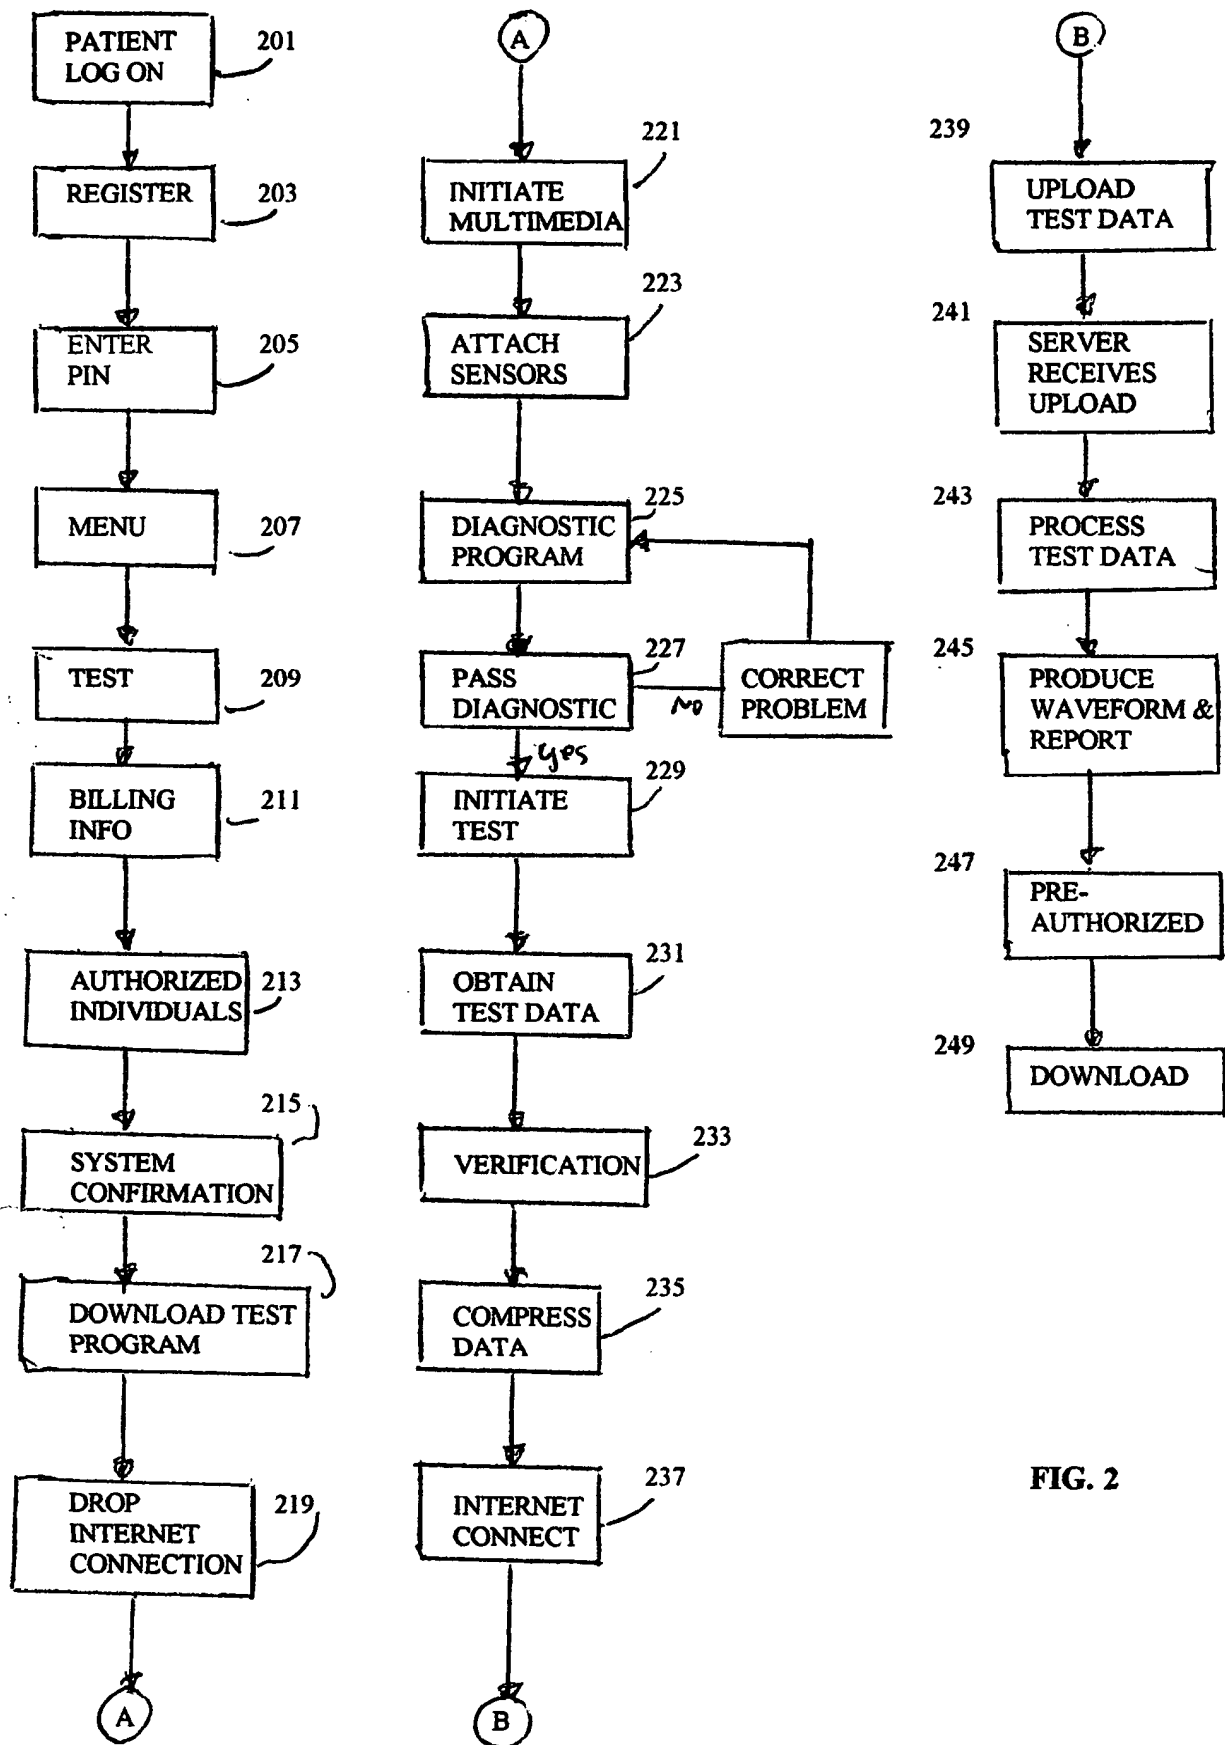 PATIENT
LOG ON
201
REGISTER
203
ENTER
PIN
205
MENU
207
TEST
209
BILLING
INFO
211
AUTHORIZED
INDIVIDUALS
213
215
SYSTEM
CONFIRMATION
217
DOWNLOAD TEST
PROGRAM
DROP
INTERNET
CONNECTION
219
A
A
221
INITIATE
MULTIMEDIA
223
ATTACH
SENSORS
225
DIAGNOSTIC
PROGRAM
227
PASS
DIAGNOSTIC
NO
CORRECT
PROBLEM
yes
229
INITIATE
TEST
231
OBTAIN
TEST DATA
233
VERIFICATION
235
COMPRESS
DATA
237
INTERNET
CONNECT
B
B
239
UPLOAD
TEST DATA
241
SERVER
RECEIVES
UPLOAD
243
PROCESS
TEST DATA
245
PRODUCE
WAVEFORM &
REPORT
247
PRE-
AUTHORIZED
249
DOWNLOAD
FIG. 2